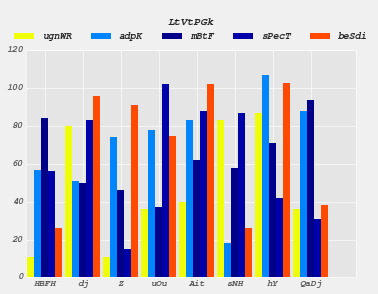 LtVtPGk
ugnWR adpK mBtF sPecT beSdi
120
100
80
60
40
20
0
HBFH dj Z uOu Ait sNH hY QaDj